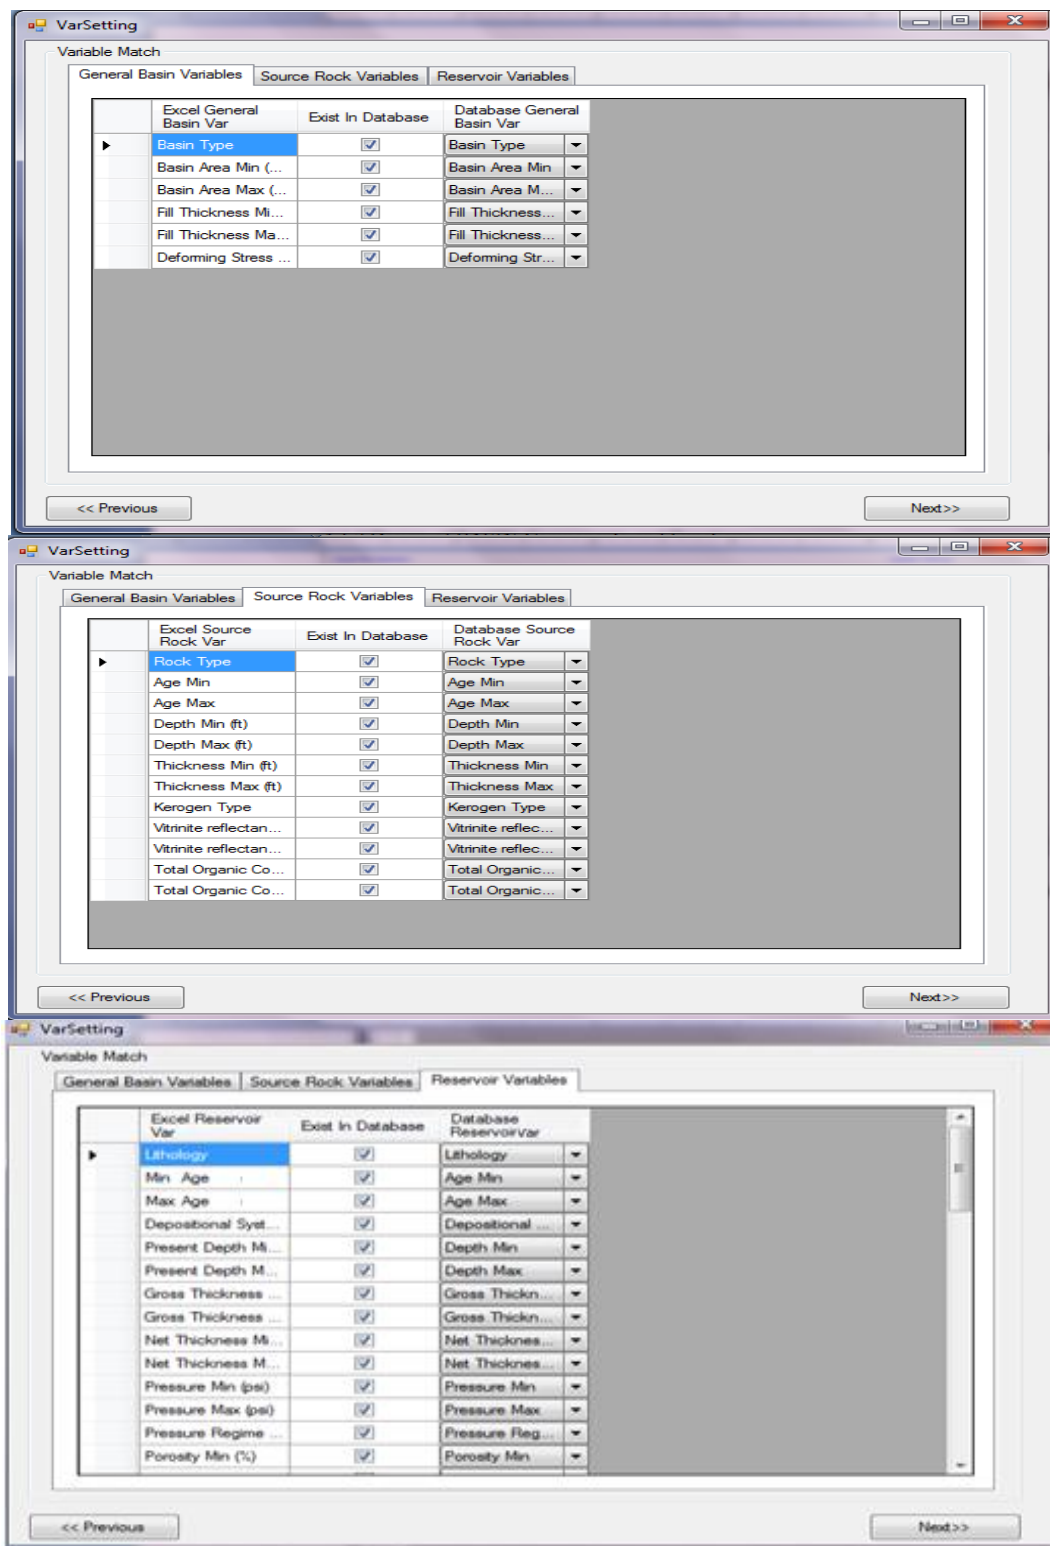 VarSetting
Variable Match
General Basin Variables Source Rock Variables Reservoir Variables
Excel General Basin Var Exist In Database Database General Basin Var
Basin Type Basin Type
Basin Area Min (... Basin Area Min
Basin Area Max (... Basin Area M...
Fill Thickness Mi... Fill Thickness...
Fill Thickness Ma... Fill Thickness...
Deforming Stress ... Deforming Str...
<< Previous Next>>
VarSetting
Variable Match
General Basin Variables Source Rock Variables Reservoir Variables
Excel Source Rock Var Exist In Database Database Source Rock Var
Rock Type Rock Type
Age Min Age Min
Age Max Age Max
Depth Min (ft) Depth Min
Depth Max (ft) Depth Max
Thickness Min (ft) Thickness Min
Thickness Max (ft) Thickness Max
Kerogen Type Kerogen Type
Vitrinite reflectan... Vitrinite reflec...
Vitrinite reflectan... Vitrinite reflec...
Total Organic Co... Total Organic...
Total Organic Co... Total Organic...
<< Previous Next>>
VarSetting
Variable Match
General Basin Variables Source Rock Variables Reservoir Variables
Excel Reservoir Var Exist In Database Database ReservoirVar
Lithology Lithology
Min Age Age Min
Max Age Age Max
Depositional Syst... Depositional ...
Present Depth Mi... Depth Min
Present Depth M... Depth Max
Gross Thickness ... Gross Thickn...
Gross Thickness ... Gross Thickn...
Net Thickness Mi... Net Thicknes...
Net Thickness M... Net Thicknes...
Pressure Min (psi) Pressure Min
Pressure Max (psi) Pressure Max
Pressure Regime ... Pressure Reg...
Porosity Min (%) Porosity Min
<< Previous Next>>